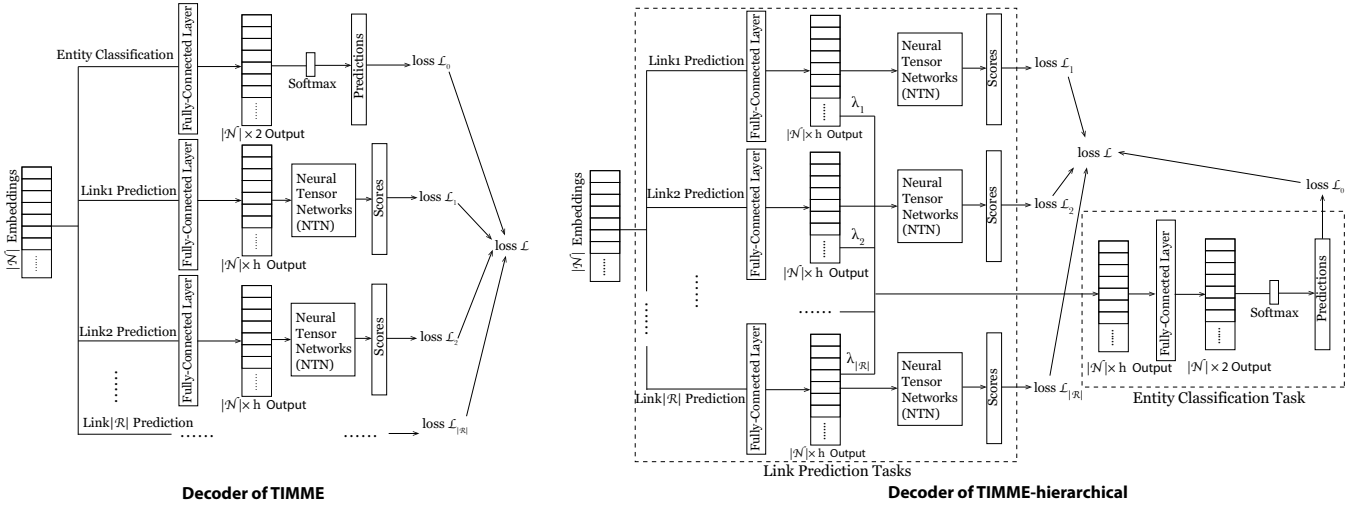 Entity Classification
Fully-Connected Layer
|N| × 2 Output
Softmax
Predictions
loss L₀
|N| Embeddings
Link1 Prediction
Fully-Connected Layer
|N| × h Output
Neural
Tensor
Networks
(NTN)
Scores
loss L₁
loss L
Link2 Prediction
Fully-Connected Layer
|N| × h Output
Neural
Tensor
Networks
(NTN)
Scores
loss L₂
Link|R| Prediction
loss L|R|
Decoder of TIMME
|N| Embeddings
Link1 Prediction
Fully-Connected Layer
|N| × h Output
λ₁
Neural
Tensor
Networks
(NTN)
Scores
loss L₁
Link2 Prediction
Fully-Connected Layer
|N| × h Output
λ₂
Neural
Tensor
Networks
(NTN)
Scores
loss L₂
Link|R| Prediction
Fully-Connected Layer
|N| × h Output
λ|R|
Neural
Tensor
Networks
(NTN)
Scores
loss L|R|
Link Prediction Tasks
loss L
loss L₀
|N| × h Output
Fully-Connected Layer
|N| × 2 Output
Softmax
Predictions
Entity Classification Task
Decoder of TIMME-hierarchical